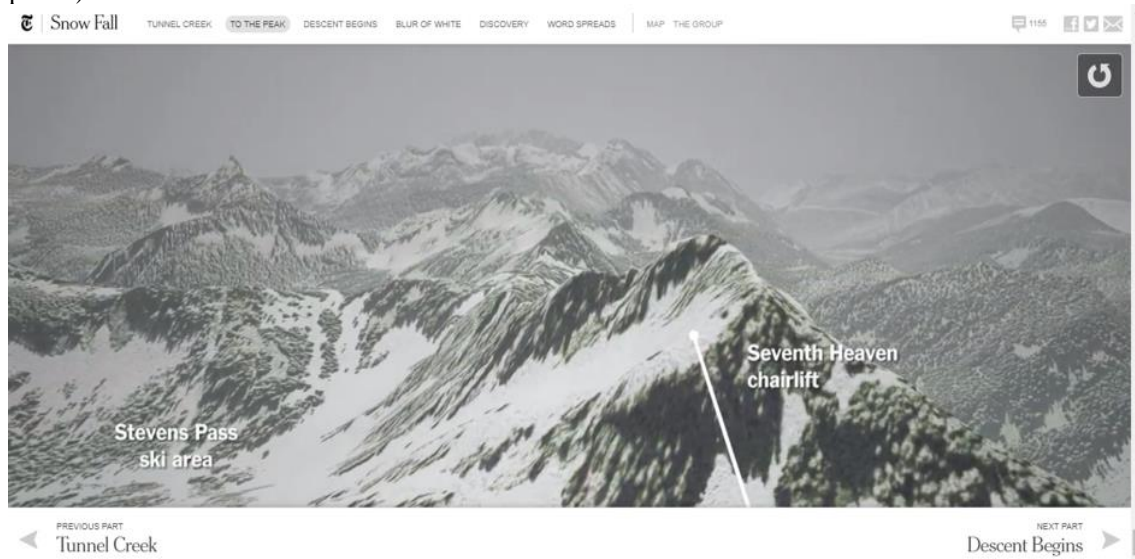 T Snow Fall TUNNEL CREEK TO THE PEAK DESCENT BEGINS BLUR OF WHITE DISCOVERY WORD SPREADS MAP THE GROUP 1155
Seventh Heaven
chairlift
Stevens Pass
ski area
PREVIOUS PART
Tunnel Creek
NEXT PART
Descent Begins